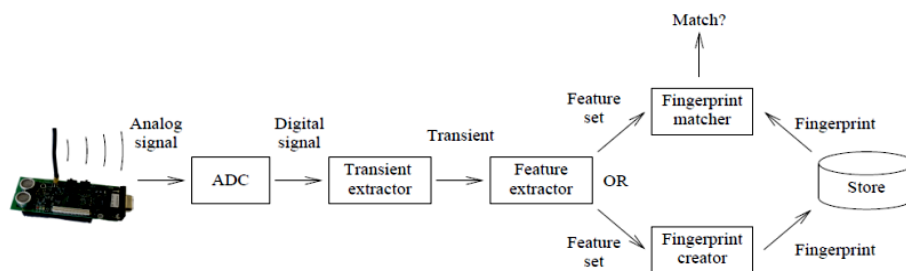 Match?
Analog
signal
ADC
Digital
signal
Transient
extractor
Transient
Feature
extractor
Feature
set
OR
Feature
set
Fingerprint
matcher
Fingerprint
creator
Fingerprint
Fingerprint
Store